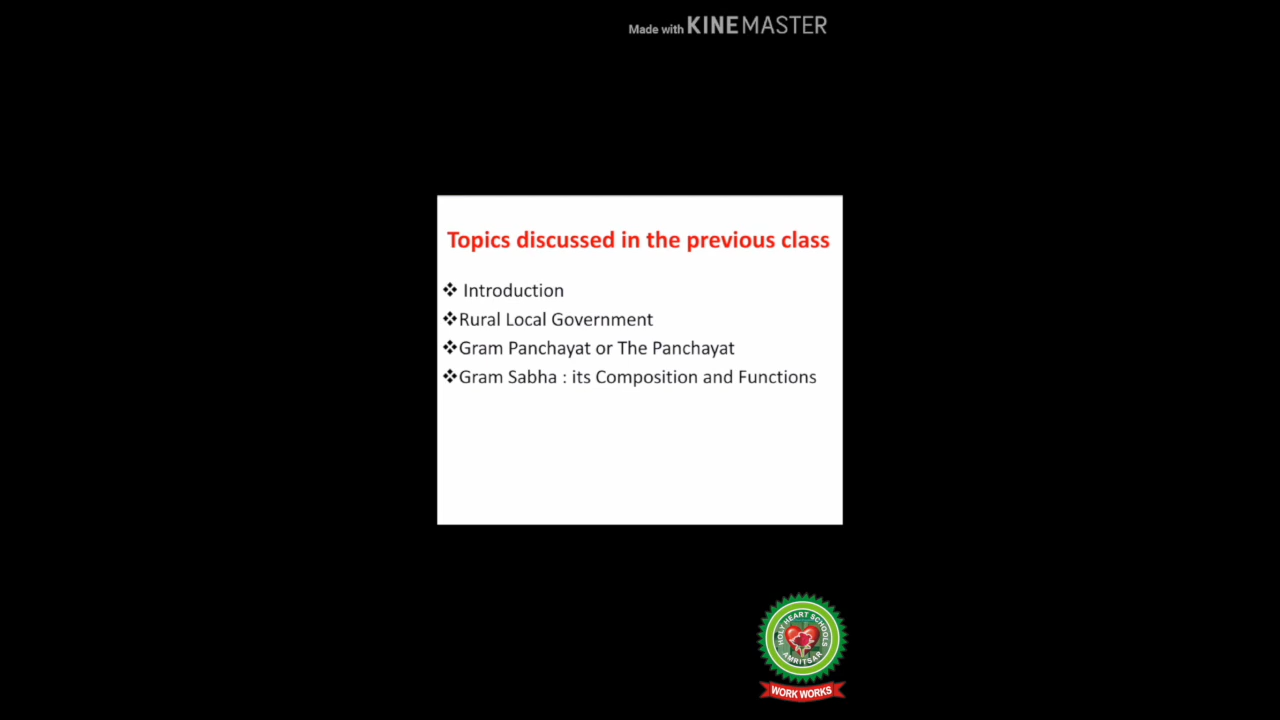 Made with KINEMASTER
Topics discussed in the previous class
❖ Introduction
❖Rural Local Government
❖Gram Panchayat or The Panchayat
❖Gram Sabha : its Composition and Functions
HOLY HEART SCHOOLS
AMRITSAR
WORK WORKS